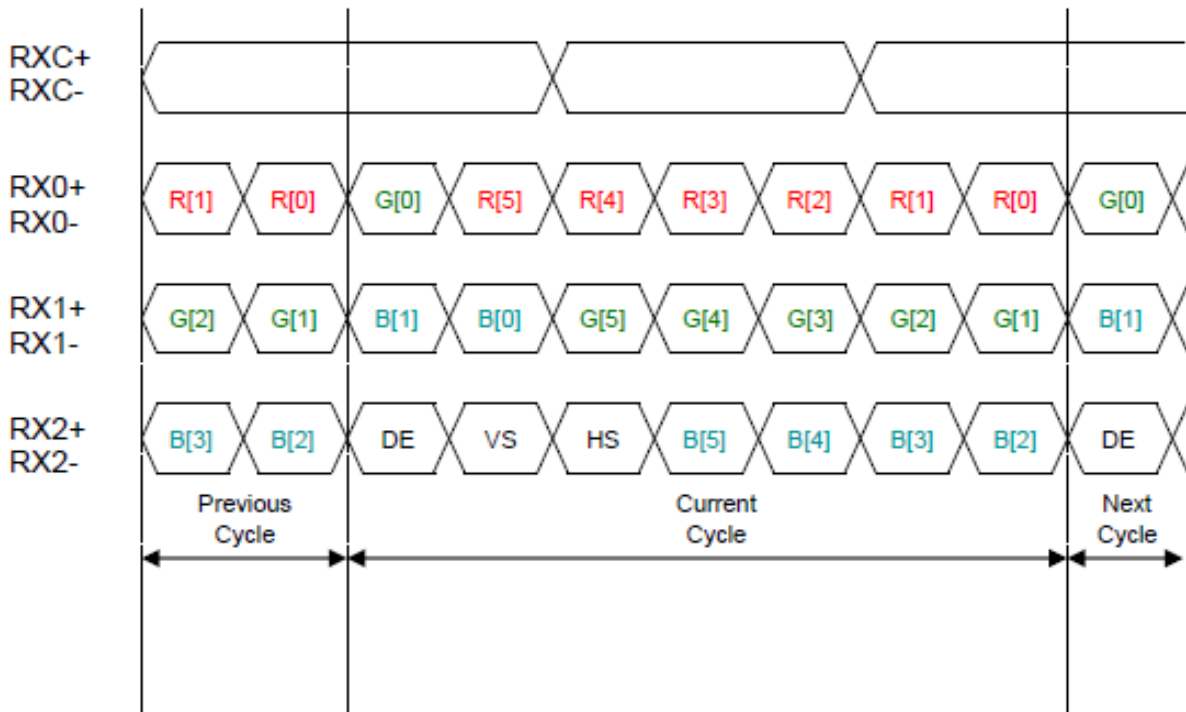 RXC+
RXC-
RX0+
RX0-
R[1] R[0] G[0] R[5] R[4] R[3] R[2] R[1] R[0] G[0]
RX1+
RX1-
G[2] G[1] B[1] B[0] G[5] G[4] G[3] G[2] G[1] B[1]
RX2+
RX2-
B[3] B[2] DE VS HS B[5] B[4] B[3] B[2] DE
Previous
Cycle
Current
Cycle
Next
Cycle